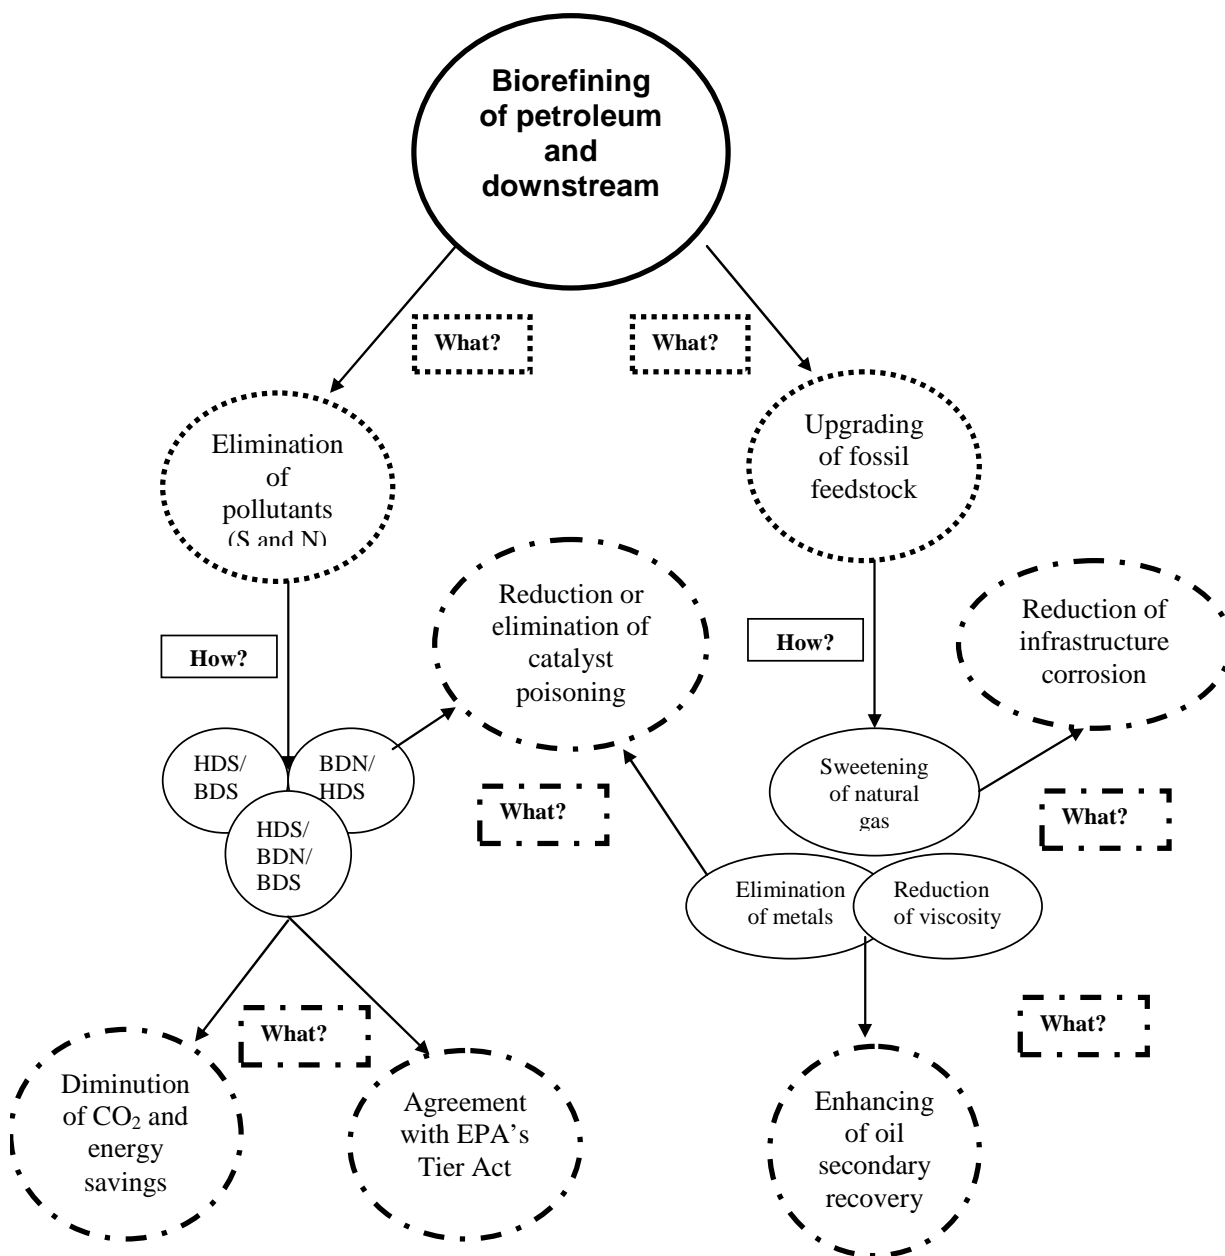 Biorefining
of petroleum
and
downstream
What?
What?
Elimination
of
pollutants
(S and N)
Upgrading
of fossil
feedstock
Reduction or
elimination of
catalyst
poisoning
Reduction of
infrastructure
corrosion
How?
How?
HDS/
BDS
BDN/
HDS
HDS/
BDN/
BDS
What?
Sweetening
of natural
gas
What?
Elimination
of metals
Reduction
of viscosity
What?
What?
Diminution
of CO₂ and
energy
savings
Agreement
with EPA's
Tier Act
Enhancing
of oil
secondary
recovery